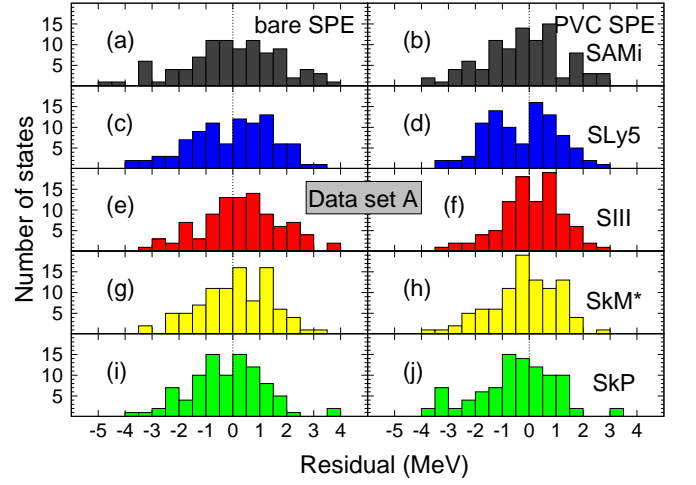 bare SPE
PVC SPE
(a)
(b)
SAMi
15
10
5
(c)
(d)
SLy5
15
10
5
Data set A
(e)
(f)
SIII
15
10
5
(g)
(h)
SkM*
15
10
5
(i)
(j)
SkP
15
10
5
Number of states
-5 -4 -3 -2 -1 0 1 2 3 4
-5 -4 -3 -2 -1 0 1 2 3 4
Residual (MeV)